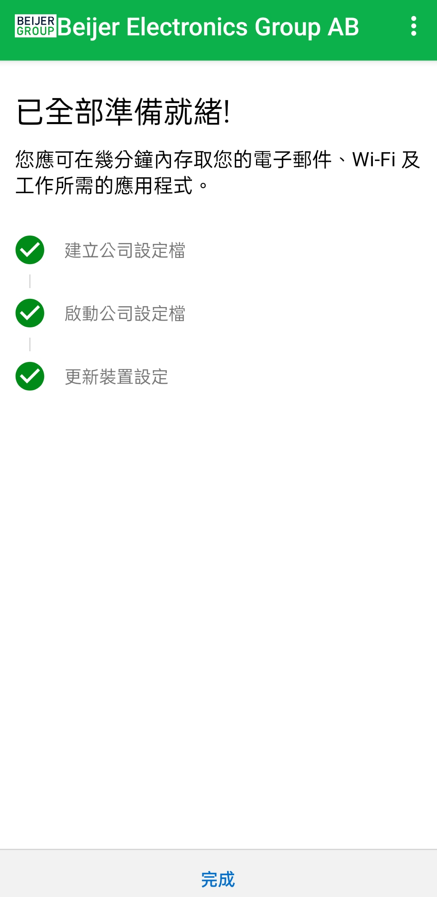 BEIJER
GROUP
Beijer Electronics Group AB
已全部準備就緒!
您應可在幾分鐘內存取您的電子郵件、Wi-Fi 及
工作所需的應用程式。
建立公司設定檔
啟動公司設定檔
更新裝置設定
完成